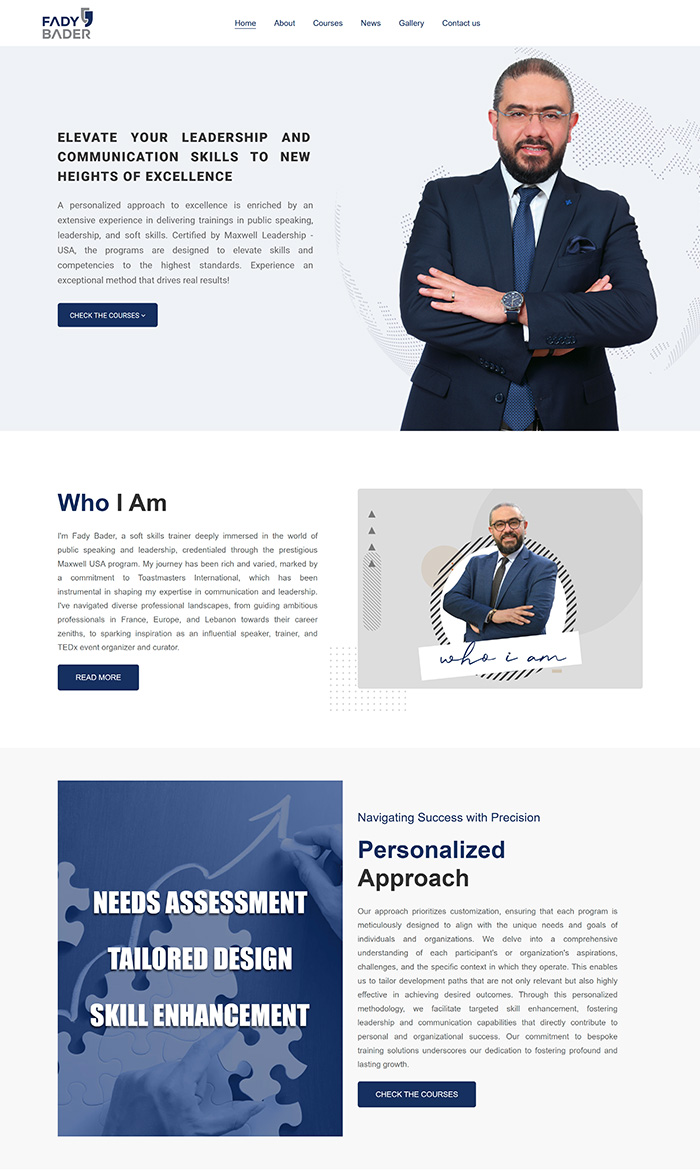 FADY
BADER
Home About Courses News Gallery Contact us
ELEVATE YOUR LEADERSHIP AND
COMMUNICATION SKILLS TO NEW
HEIGHTS OF EXCELLENCE
A personalized approach to excellence is enriched by an
extensive experience in delivering trainings in public speaking,
leadership, and soft skills. Certified by Maxwell Leadership -
USA, the programs are designed to elevate skills and
competencies to the highest standards. Experience an
exceptional method that drives real results!
CHECK THE COURSES
Who I Am
I'm Fady Bader, a soft skills trainer deeply immersed in the world of
public speaking and leadership, credentialed through the prestigious
Maxwell USA program. My journey has been rich and varied, marked by
a commitment to Toastmasters International, which has been
instrumental in shaping my expertise in communication and leadership.
I've navigated diverse professional landscapes, from guiding ambitious
professionals in France, Europe, and Lebanon towards their career
zeniths, to sparking inspiration as an influential speaker, trainer, and
TEDx event organizer and curator.
READ MORE
who i am
NEEDS ASSESSMENT
TAILORED DESIGN
SKILL ENHANCEMENT
Navigating Success with Precision
Personalized
Approach
Our approach prioritizes customization, ensuring that each program is
meticulously designed to align with the unique needs and goals of
individuals and organizations. We delve into a comprehensive
understanding of each participant's or organization's aspirations,
challenges, and the specific context in which they operate. This enables
us to tailor development paths that are not only relevant but also highly
effective in achieving desired outcomes. Through this personalized
methodology, we facilitate targeted skill enhancement, fostering
leadership and communication capabilities that directly contribute to
personal and organizational success. Our commitment to bespoke
training solutions underscores our dedication to fostering profound and
lasting growth.
CHECK THE COURSES